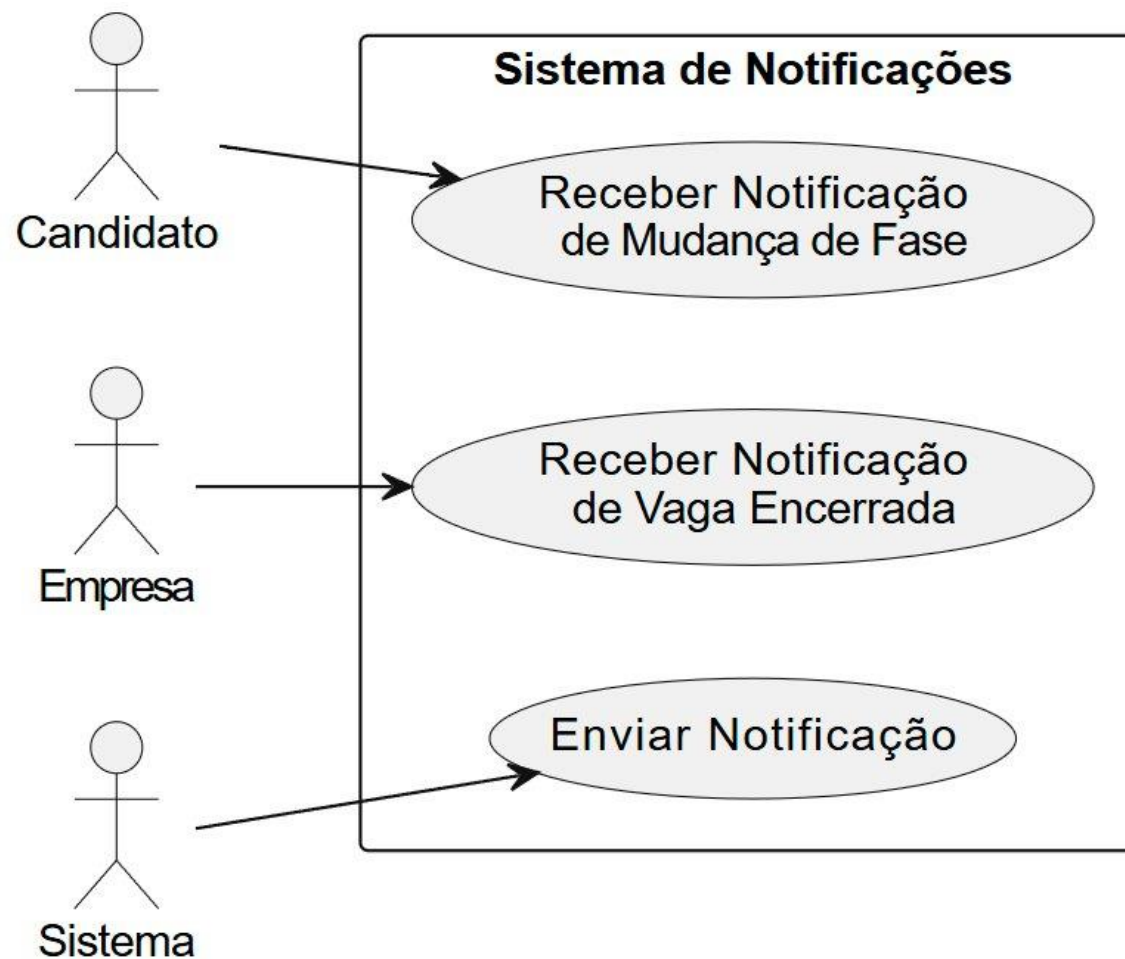 Sistema de Notificações
Candidato
Receber Notificação
de Mudança de Fase
Empresa
Receber Notificação
de Vaga Encerrada
Sistema
Enviar Notificação